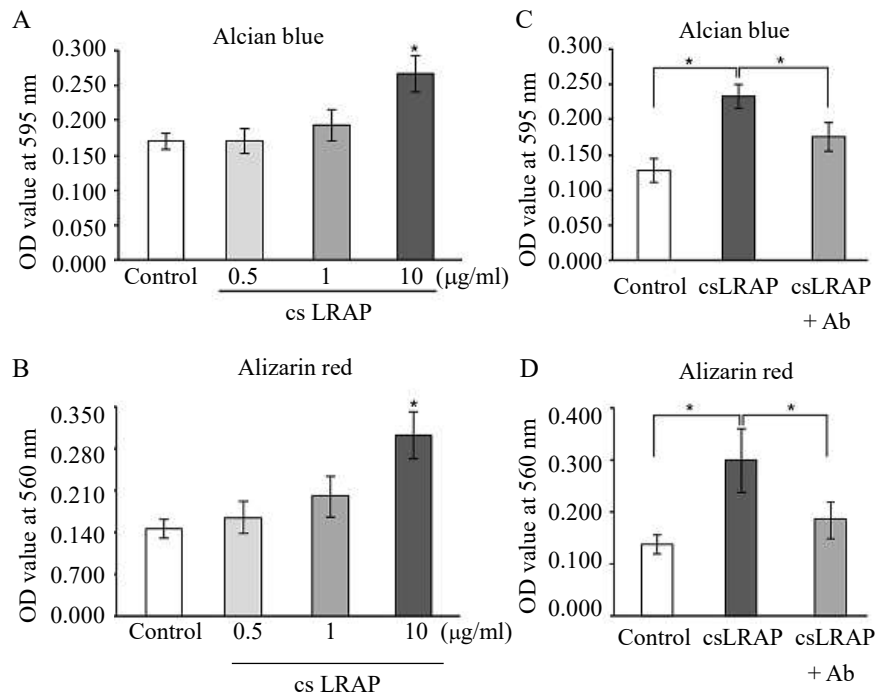 A
Alcian blue
*
0.300
0.250
0.200
0.150
0.100
0.050
0.000
OD value at 595 nm
Control 0.5 1 10 (μg/ml)
cs LRAP
B
Alizarin red
*
0.350
0.280
0.210
0.140
0.700
0.000
OD value at 560 nm
Control 0.5 1 10 (μg/ml)
cs LRAP
C
Alcian blue
* *
0.300
0.250
0.200
0.150
0.100
0.050
0.000
OD value at 595 nm
Control csLRAP csLRAP
+ Ab
D
Alizarin red
* *
0.400
0.300
0.200
0.100
0.000
OD value at 560 nm
Control csLRAP csLRAP
+ Ab